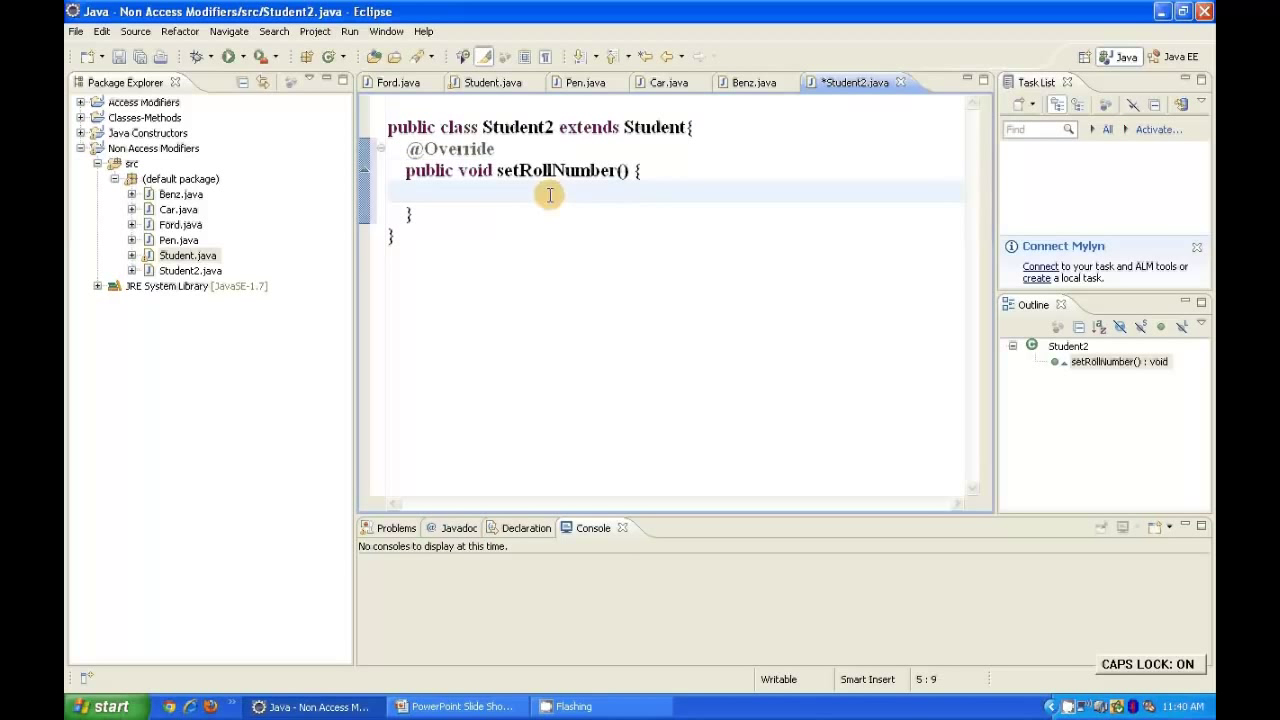 Java - Non Access Modifiers/src/Student2.java - Eclipse
File Edit Source Refactor Navigate Search Project Run Window Help
Java Java EE
Package Explorer
Ford.java Student.java Pen.java Car.java Benz.java *Student2.java
Task List
Access Modifiers
Classes-Methods
Java Constructors
Non Access Modifiers
src
(default package)
Benz.java
Car.java
Ford.java
Pen.java
Student.java
Student2.java
JRE System Library [JavaSE-1.7]
public class Student2 extends Student{
@Override
public void setRollNumber() {
}
}
Find All Activate...
Connect Mylyn
Connect to your task and ALM tools or
create a local task.
Outline
Student2
setRollNumber() : void
Problems @ Javadoc Declaration Console
No consoles to display at this time.
CAPS LOCK: ON
Writable Smart Insert 5 : 9
start Java - Non Access M... PowerPoint Slide Sho... Flashing 11:40 AM